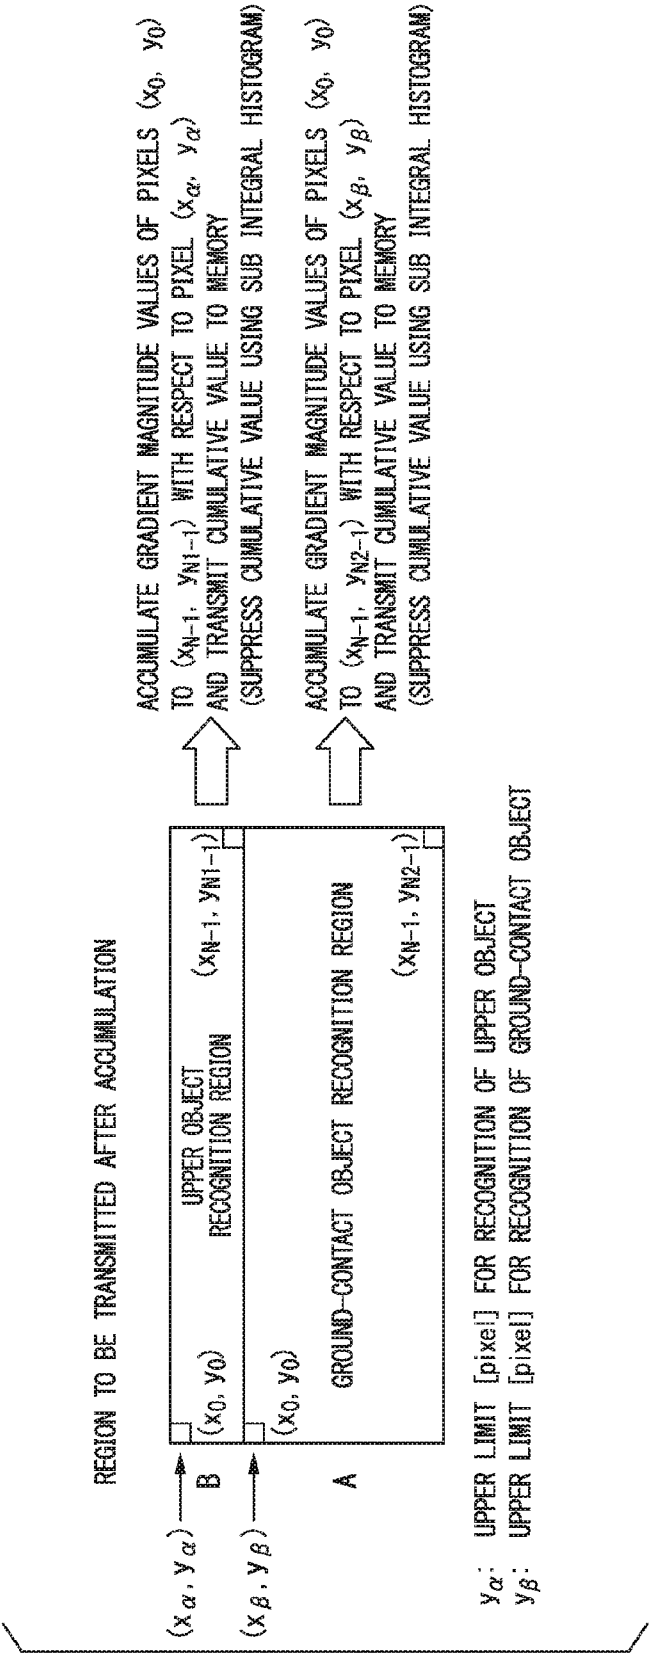 REGION TO BE TRANSMITTED AFTER ACCUMULATION
(xα, yα)
(xβ, yβ)
B
A
(x0, y0)
UPPER OBJECT
RECOGNITION REGION
(xN-1, yN1-1)
(x0, y0)
GROUND-CONTACT OBJECT RECOGNITION REGION
(xN-1, yN2-1)
ACCUMULATE GRADIENT MAGNITUDE VALUES OF PIXELS (x0, y0)
TO (xN-1, yN1-1) WITH RESPECT TO PIXEL (xα, yα)
AND TRANSMIT CUMULATIVE VALUE TO MEMORY
(SUPPRESS CUMULATIVE VALUE USING SUB INTEGRAL HISTOGRAM)
ACCUMULATE GRADIENT MAGNITUDE VALUES OF PIXELS (x0, y0)
TO (xN-1, yN2-1) WITH RESPECT TO PIXEL (xβ, yβ)
AND TRANSMIT CUMULATIVE VALUE TO MEMORY
(SUPPRESS CUMULATIVE VALUE USING SUB INTEGRAL HISTOGRAM)
yα: UPPER LIMIT [pixel] FOR RECOGNITION OF UPPER OBJECT
yβ: UPPER LIMIT [pixel] FOR RECOGNITION OF GROUND-CONTACT OBJECT